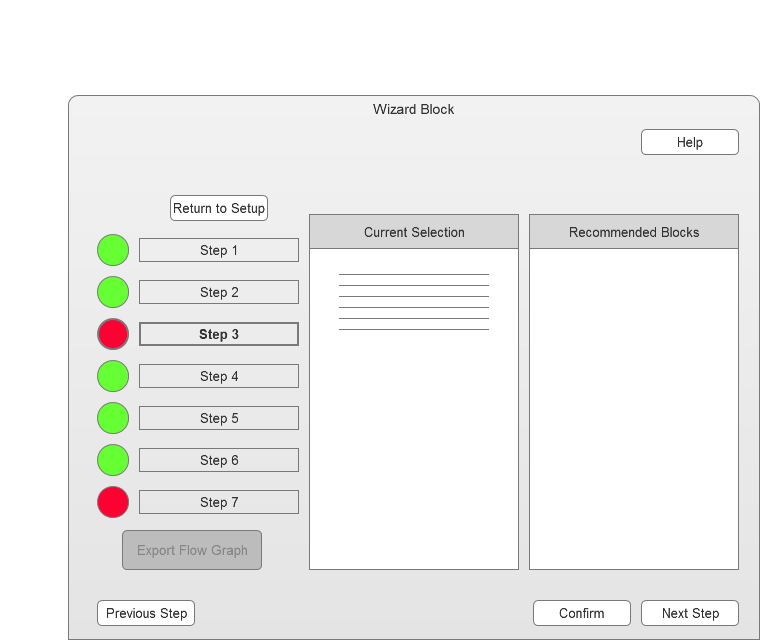 Wizard Block
Help
Return to Setup
Step 1
Step 2
Step 3
Step 4
Step 5
Step 6
Step 7
Export Flow Graph
Current Selection
Recommended Blocks
Previous Step
Confirm
Next Step